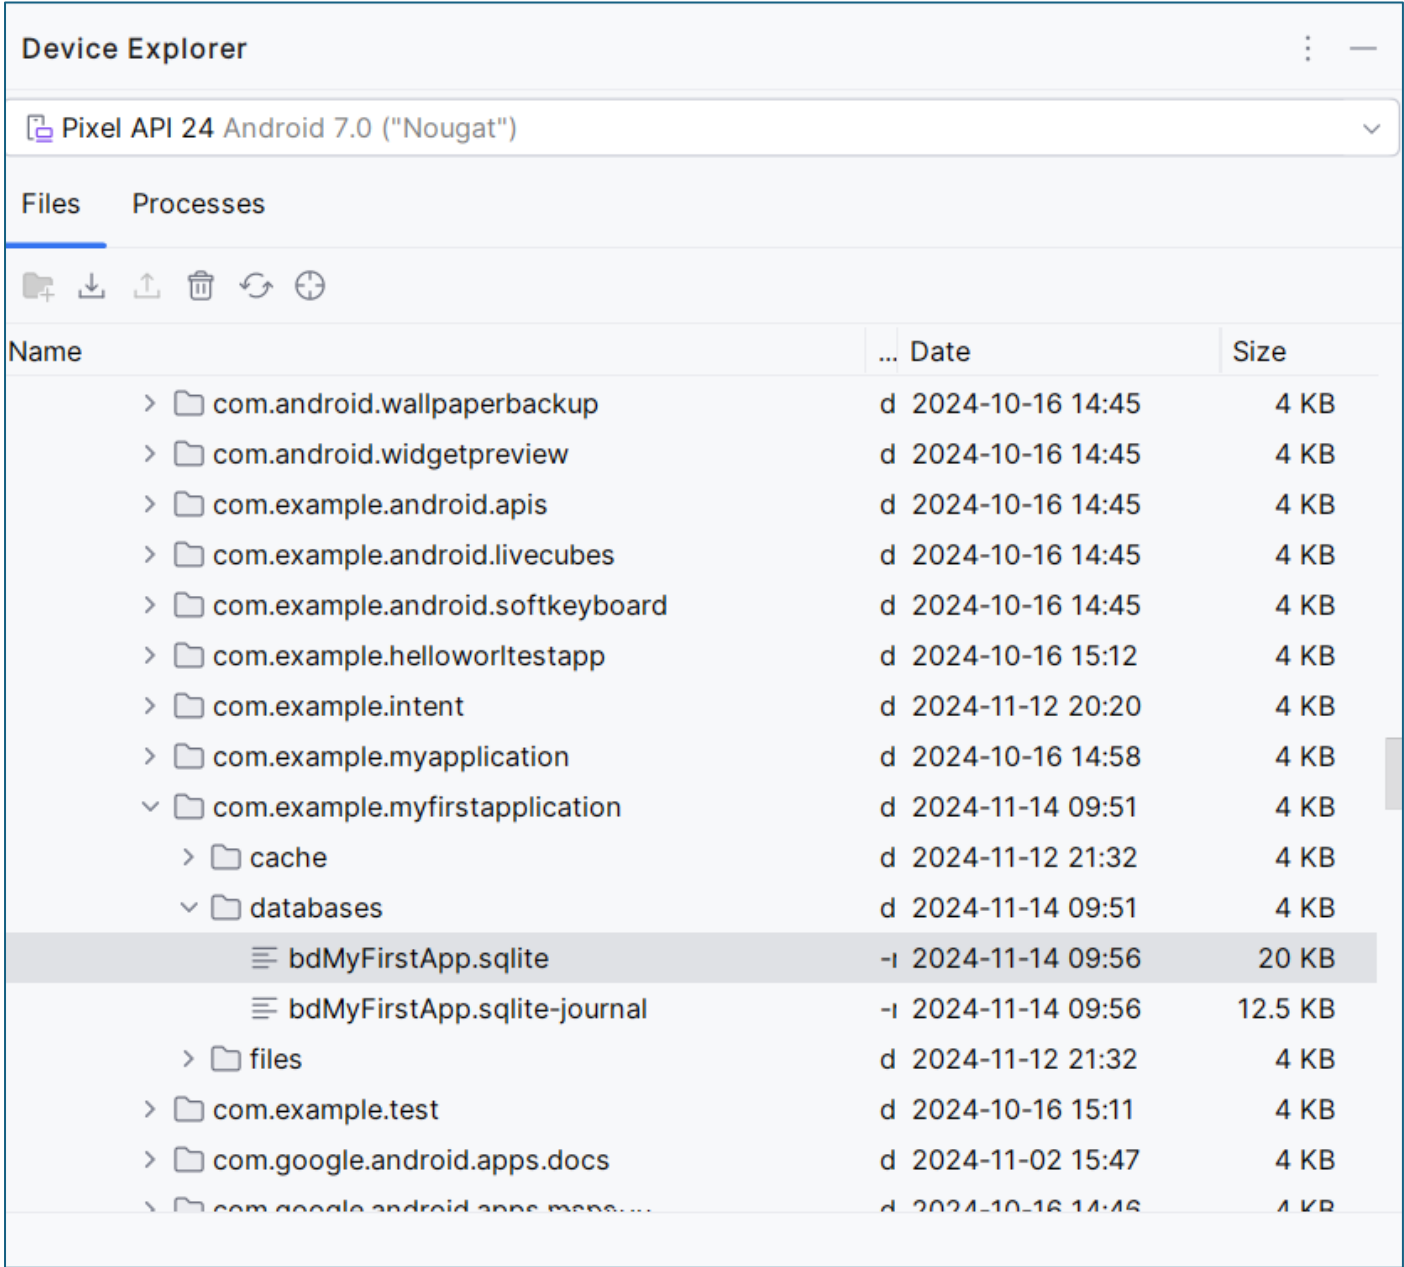 Device Explorer
Pixel API 24 Android 7.0 ("Nougat")
Files Processes
Name ... Date Size
com.android.wallpaperbackup d 2024-10-16 14:45 4 KB
com.android.widgetpreview d 2024-10-16 14:45 4 KB
com.example.android.apis d 2024-10-16 14:45 4 KB
com.example.android.livecubes d 2024-10-16 14:45 4 KB
com.example.android.softkeyboard d 2024-10-16 14:45 4 KB
com.example.helloworltestapp d 2024-10-16 15:12 4 KB
com.example.intent d 2024-11-12 20:20 4 KB
com.example.myapplication d 2024-10-16 14:58 4 KB
com.example.myfirstapplication d 2024-11-14 09:51 4 KB
cache d 2024-11-12 21:32 4 KB
databases d 2024-11-14 09:51 4 KB
bdMyFirstApp.sqlite - 2024-11-14 09:56 20 KB
bdMyFirstApp.sqlite-journal - 2024-11-14 09:56 12.5 KB
files d 2024-11-12 21:32 4 KB
com.example.test d 2024-10-16 15:11 4 KB
com.google.android.apps.docs d 2024-11-02 15:47 4 KB
d 2024-10-16 14:46 4 KB